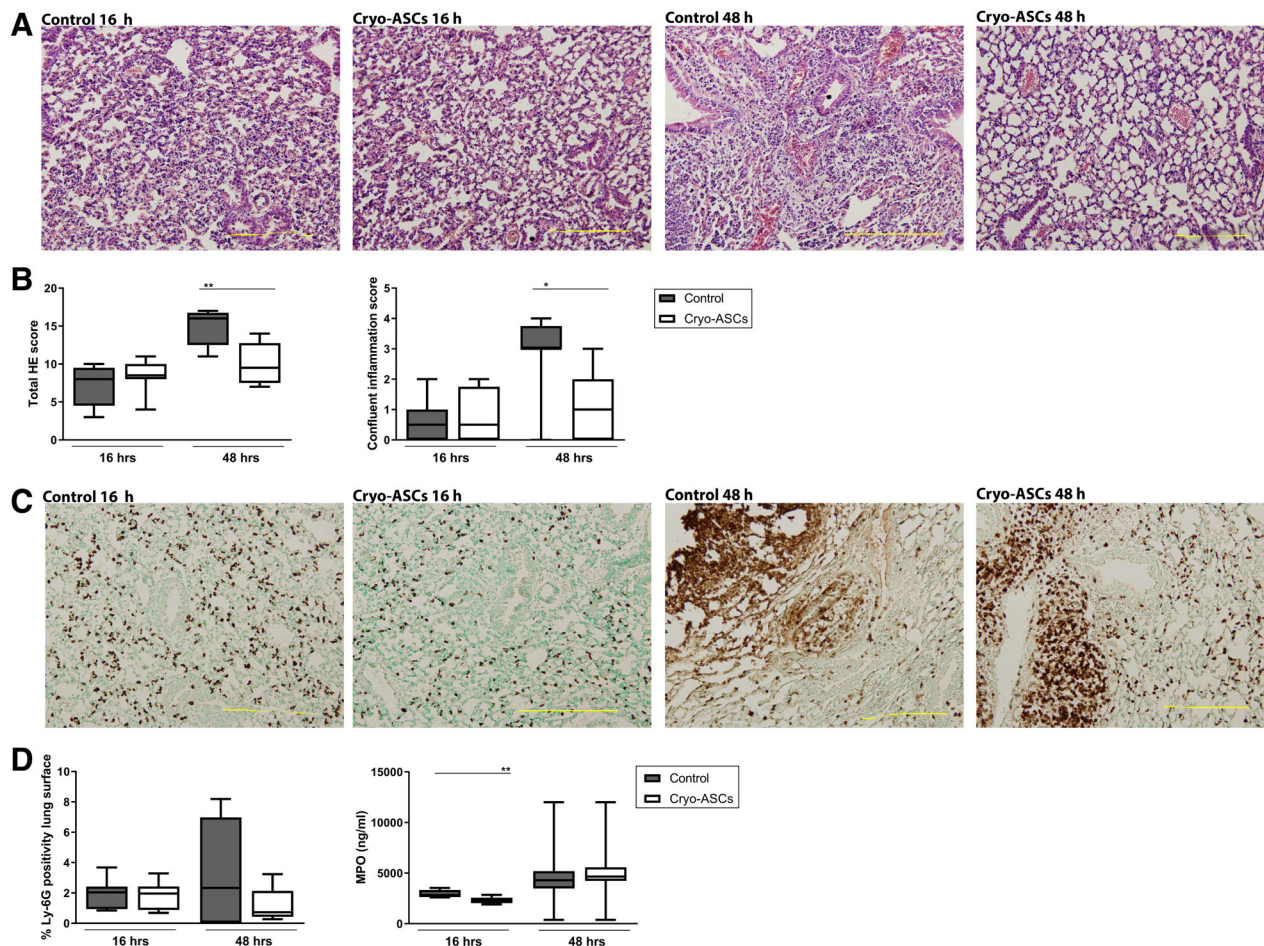 A
Control 16 h
Cryo-ASCs 16 h
Control 48 h
Cryo-ASCs 48 h
B
Total HE score
20
15
10
5
0
16 hrs
48 hrs
**
Confluent inflammation score
5
4
3
2
1
0
16 hrs
48 hrs
*
Control
Cryo-ASCs
C
Control 16 h
Cryo-ASCs 16 h
Control 48 h
Cryo-ASCs 48 h
D
% Ly-6G positivity lung surface
10
8
6
4
2
0
16 hrs
48 hrs
MPO (ng/ml)
15000
10000
5000
0
16 hrs
48 hrs
**
Control
Cryo-ASCs